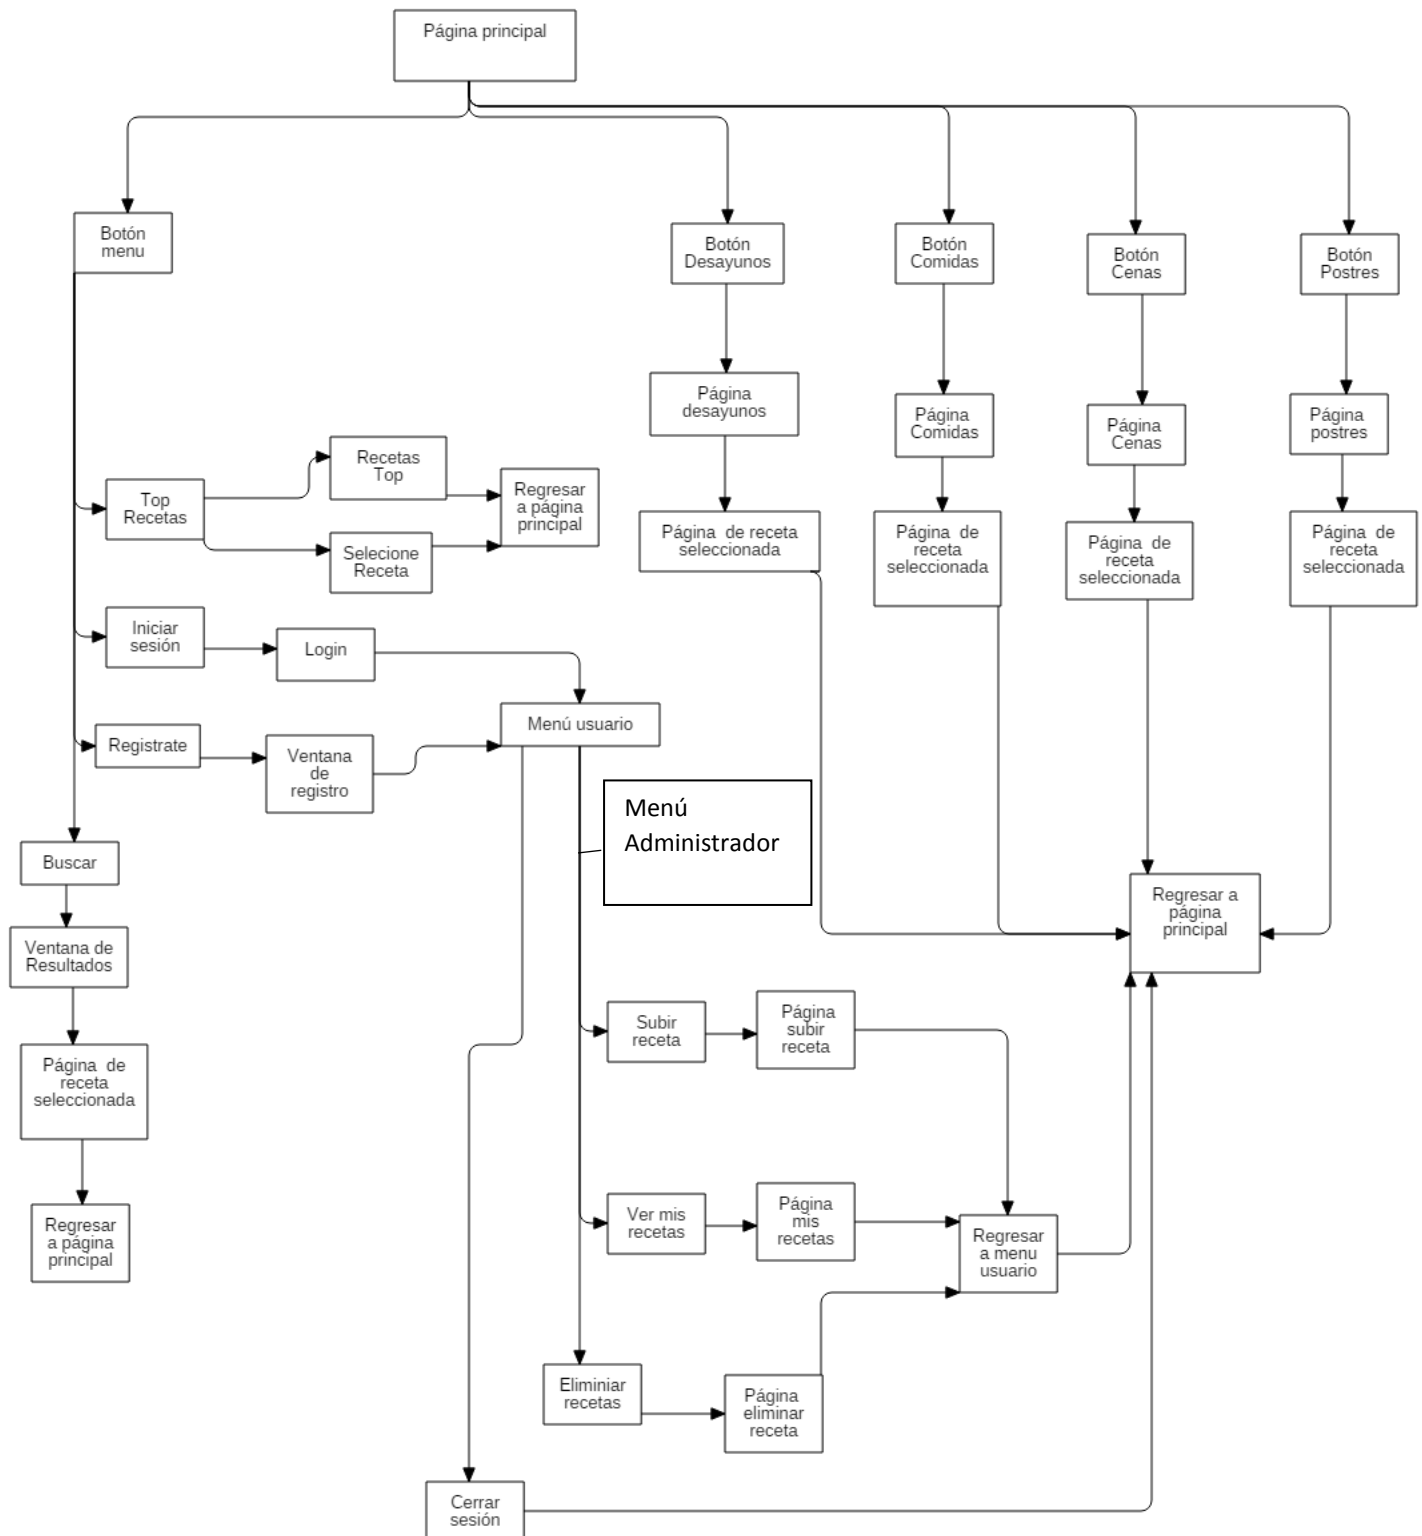 Página principal
Botón
menu
Botón
Desayunos
Botón
Comidas
Botón
Cenas
Botón
Postres
Página
desayunos
Página
Comidas
Página
Cenas
Página
postres
Top
Recetas
Recetas
Top
Selecione
Receta
Regresar
a página
principal
Página de receta
seleccionada
Página de
receta
seleccionada
Página de
receta
seleccionada
Página de
receta
seleccionada
Iniciar
sesión
Login
Menú usuario
Registrate
Ventana
de
registro
Menú
Administrador
Buscar
Ventana de
Resultados
Página de
receta
seleccionada
Regresar
a página
principal
Regresar a
página
principal
Subir
receta
Página
subir
receta
Ver mis
recetas
Página
mis
recetas
Regresar
a menu
usuario
Eliminiar
recetas
Página
eliminar
receta
Cerrar
sesión